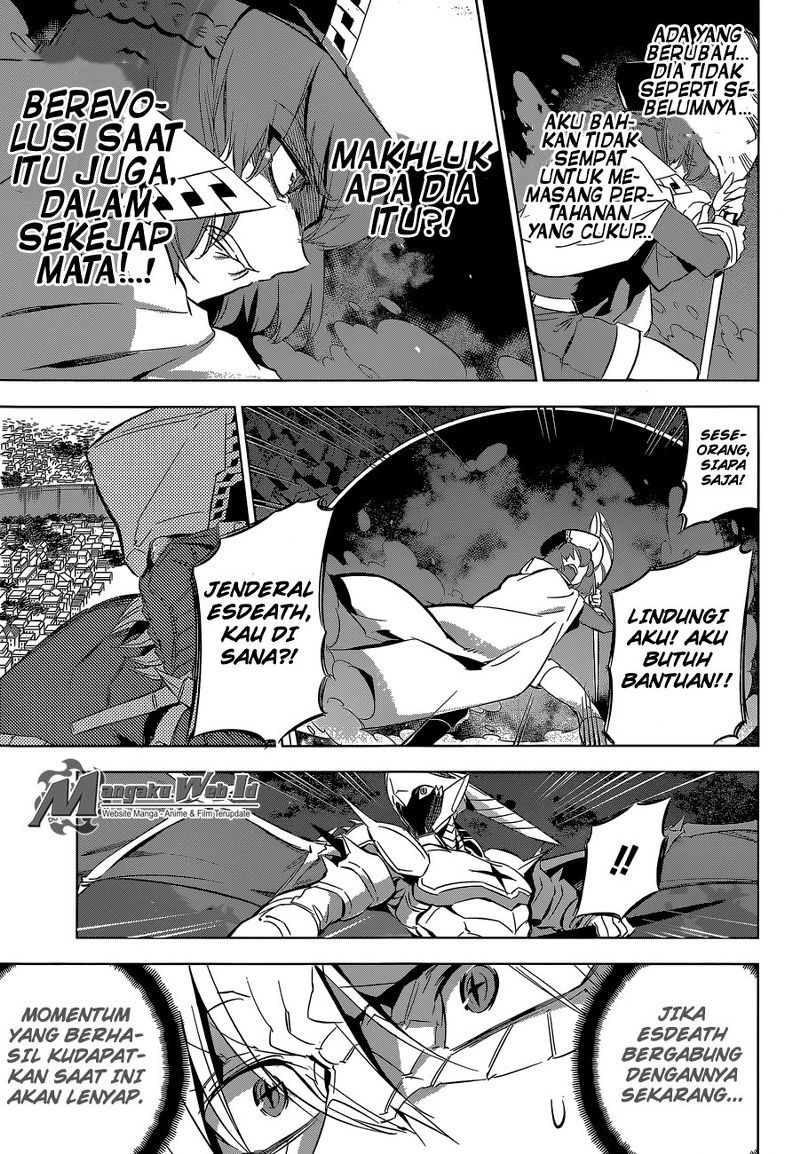 ADA YANG
BERUBAH...
DIA TIDAK
SEPERTI SE-
BELUMNYA...
AKU BAH-
KAN TIDAK
SEMPAT
UNTUK ME-
MASANG PER-
TAHANAN
YANG CUKUP...
MAKHLUK
APA DIA
ITU?!
BEREVO-
LUSI SAAT
ITU JUGA,
DALAM
SEKEJAP
MATA!...!
SESE-
ORANG,
SIAPA
SAJA!
LINDUNGI
AKU! AKU
BUTUH
BANTUAN!!
JENDERAL
ESDEATH,
KAU DI
SANA?!
Mangaku Web.Id
Website Manga - Anime & Film Terupdate
!!
JIKA
ESDEATH
BERGABUNG
DENGANNYA
SEKARANG...
MOMENTUM
YANG BERHA-
SIL KUDAPAT-
KAN SAAT INI
AKAN LENYAP.